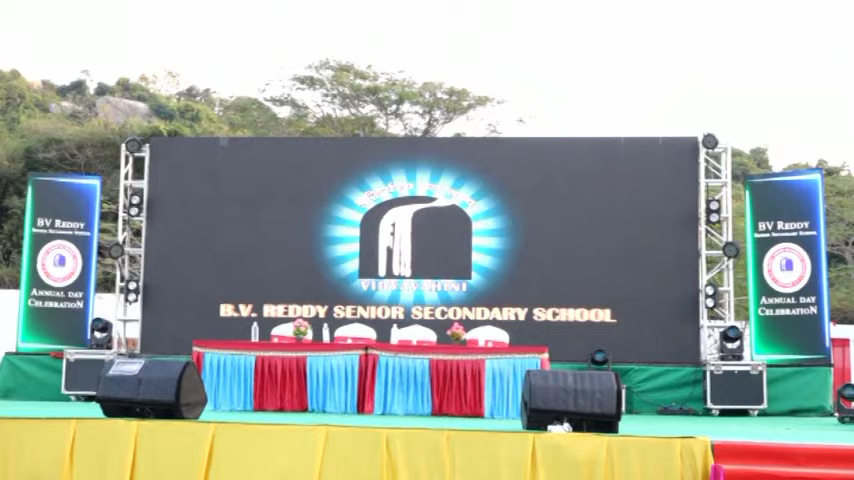 BV REDDY
SENIOR SECONDARY SCHOOL
ANNUAL DAY
CELEBRATION
VIDYAVAHINI
B.V. REDDY SENIOR SECONDARY SCHOOL
BV REDDY
SENIOR SECONDARY SCHOOL
ANNUAL DAY
CELEBRATION